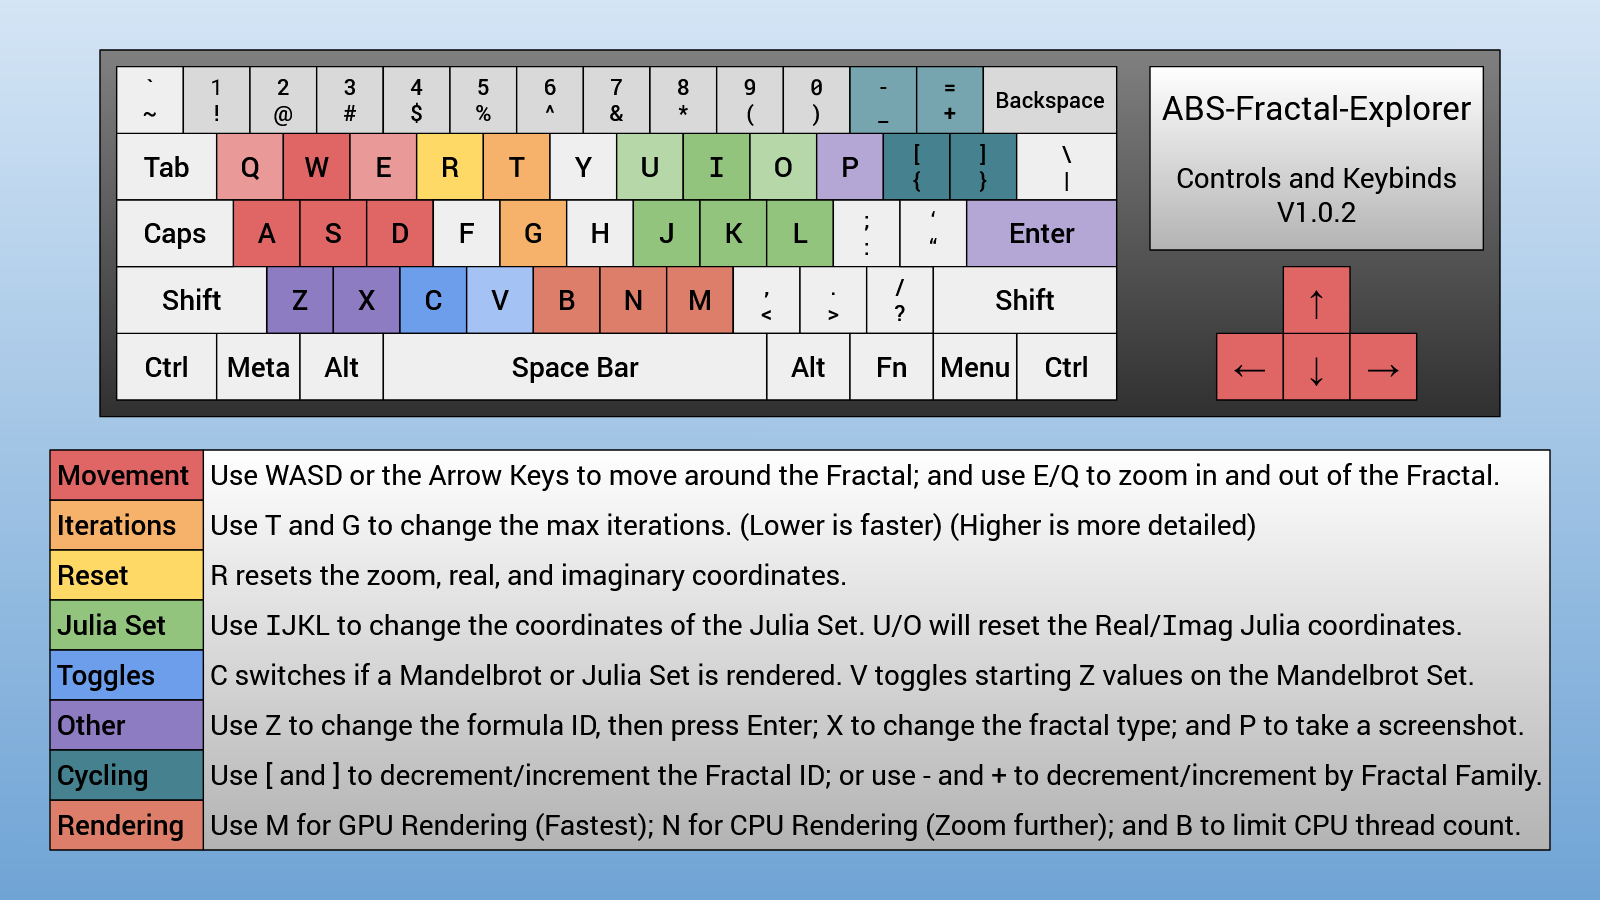 ` 1 2 3 4 5 6 7 8 9 0 - =
~ ! @ # $ % ^ & * ( ) _ + Backspace
Tab Q W E R T Y U I O P [ { ] } \ |
Caps A S D F G H J K L ; : ‘ “ Enter
Shift Z X C V B N M , < . > / ? Shift
Ctrl Meta Alt Space Bar Alt Fn Menu Ctrl
ABS-Fractal-Explorer
Controls and Keybinds
V1.0.2
↑
← ↓ →
Movement Use WASD or the Arrow Keys to move around the Fractal; and use E/Q to zoom in and out of the Fractal.
Iterations Use T and G to change the max iterations. (Lower is faster) (Higher is more detailed)
Reset R resets the zoom, real, and imaginary coordinates.
Julia Set Use IJKL to change the coordinates of the Julia Set. U/O will reset the Real/Imag Julia coordinates.
Toggles C switches if a Mandelbrot or Julia Set is rendered. V toggles starting Z values on the Mandelbrot Set.
Other Use Z to change the formula ID, then press Enter; X to change the fractal type; and P to take a screenshot.
Cycling Use [ and ] to decrement/increment the Fractal ID; or use - and + to decrement/increment by Fractal Family.
Rendering Use M for GPU Rendering (Fastest); N for CPU Rendering (Zoom further); and B to limit CPU thread count.